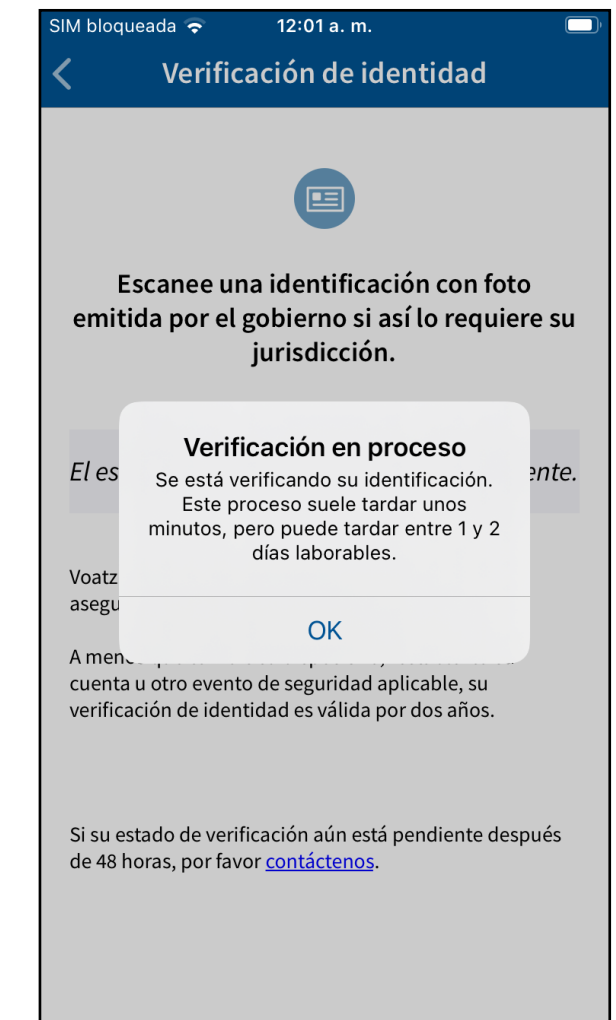 SIM bloqueada 12:01 a. m.
Verificación de identidad
Escanee una identificación con foto
emitida por el gobierno si así lo requiere su
jurisdicción.
Verificación en proceso
El es
Se está verificando su identificación.
ente.
Este proceso suele tardar unos
minutos, pero puede tardar entre 1 y 2
días laborables.
Voatz
asegu
OK
A menos
cuenta u otro evento de seguridad aplicable, su
verificación de identidad es válida por dos años.
Si su estado de verificación aún está pendiente después
de 48 horas, por favor contáctenos.